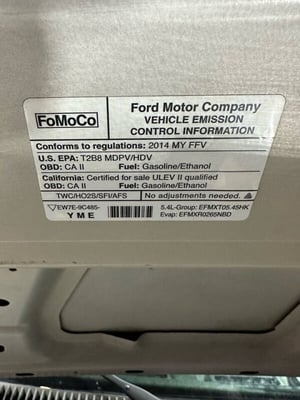 FoMoCo
Ford Motor Company
VEHICLE EMISSION
CONTROL INFORMATION
Conforms to regulations: 2014 MY FFV
U.S. EPA: T2B8 MDPV/HDV
OBD: CA II Fuel: Gasoline/Ethanol
California: Certified for sale ULEV II qualified
OBD: CA II Fuel: Gasoline/Ethanol
TWC/HO2S/SFI/AFS No adjustments needed.
EW7E-9C485-
YME
5.4L-Group: EFMXT05.45HK
Evap: EFMXR0265NBD